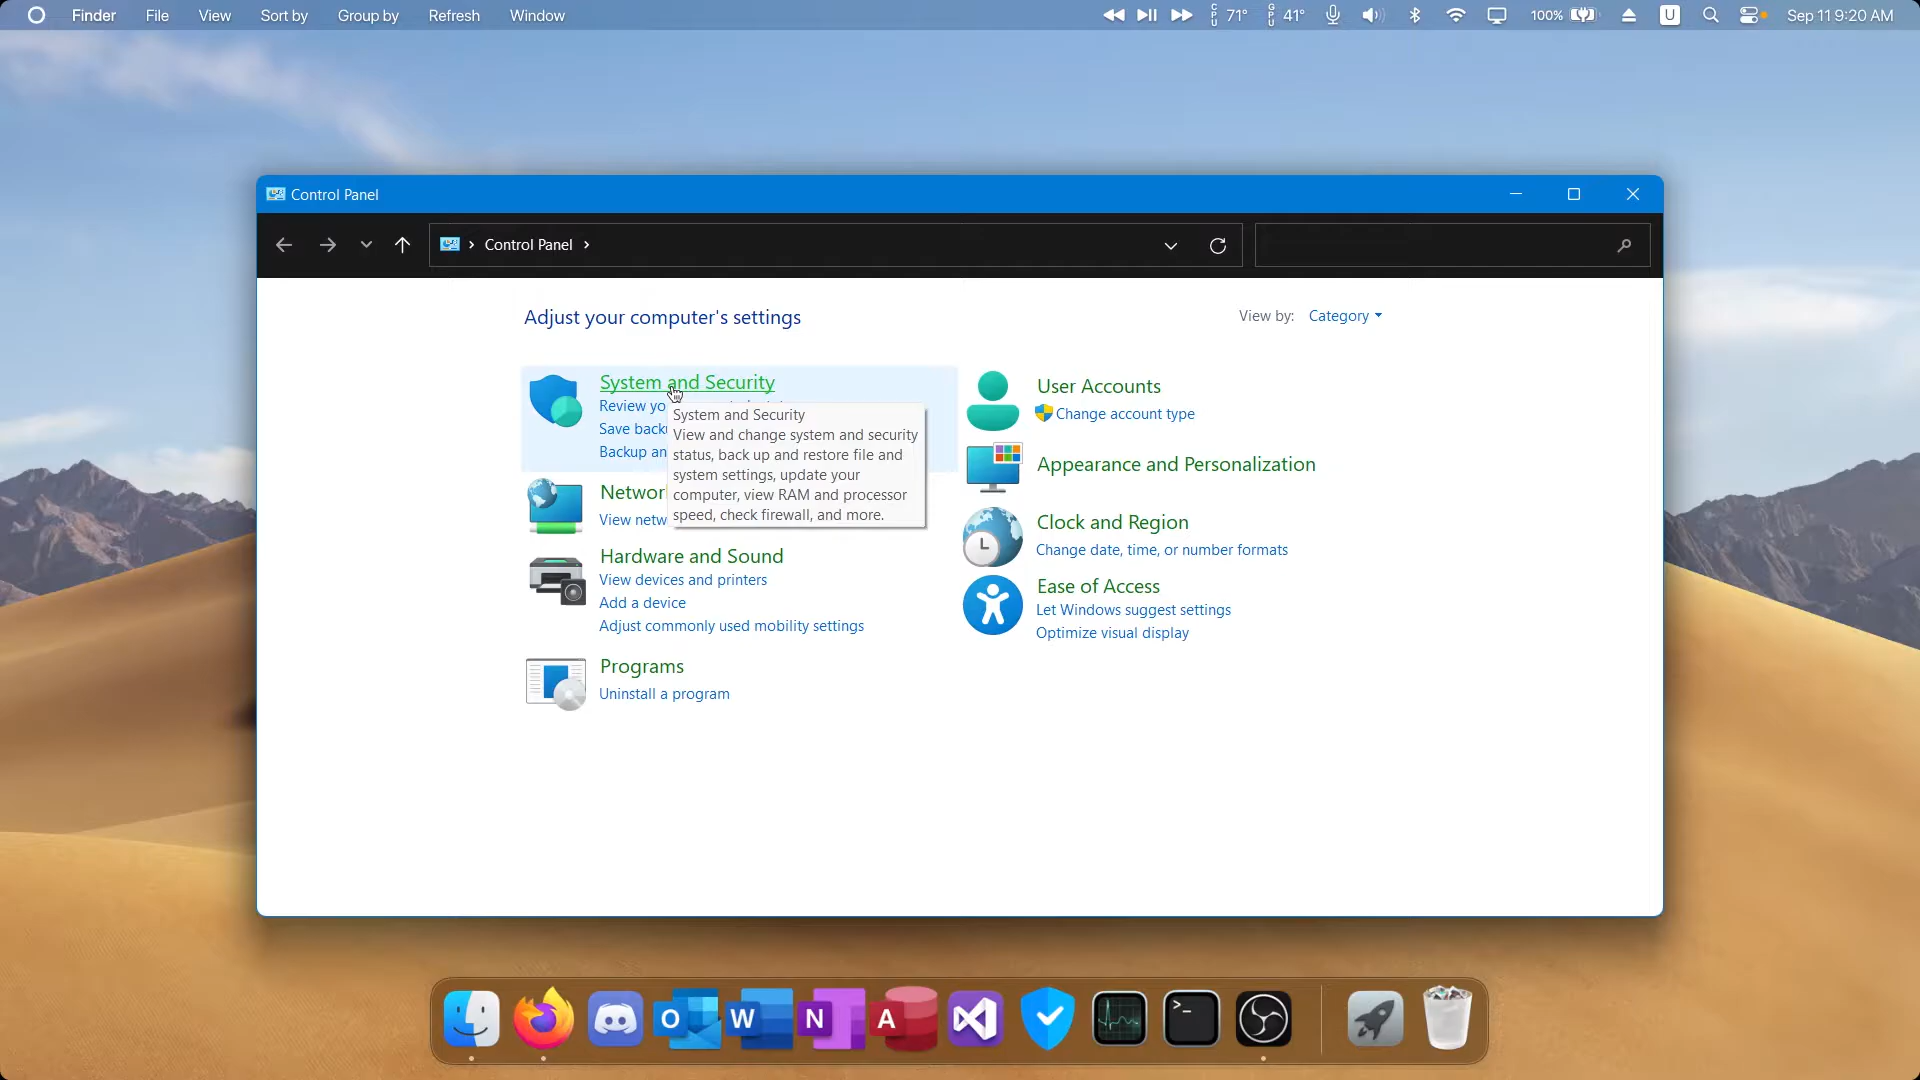 Finder File View Sort by Group by Refresh Window
CPU 71° GPU 41° 100% U Sep 11 9:20 AM
Control Panel
Control Panel
Adjust your computer's settings
View by: Category
System and Security
Review yo
Save back
Backup an
System and Security
View and change system and security
status, back up and restore file and
system settings, update your
computer, view RAM and processor
speed, check firewall, and more.
Networ
View netw
Hardware and Sound
View devices and printers
Add a device
Adjust commonly used mobility settings
Programs
Uninstall a program
User Accounts
Change account type
Appearance and Personalization
Clock and Region
Change date, time, or number formats
Ease of Access
Let Windows suggest settings
Optimize visual display
O W N A >_